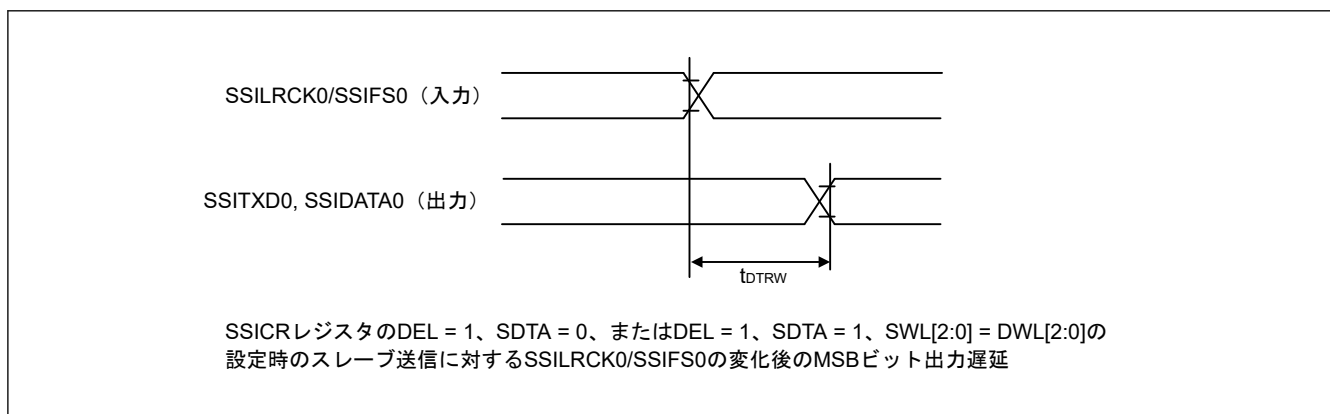 SSILRCK0/SSIFS0（入力）
SSITXD0, SSIDATA0（出力）
tDTRW
SSICRレジスタのDEL = 1、SDTA = 0、またはDEL = 1、SDTA = 1、SWL[2:0] = DWL[2:0]の
設定時のスレーブ送信に対するSSILRCK0/SSIFS0の変化後のMSBビット出力遅延